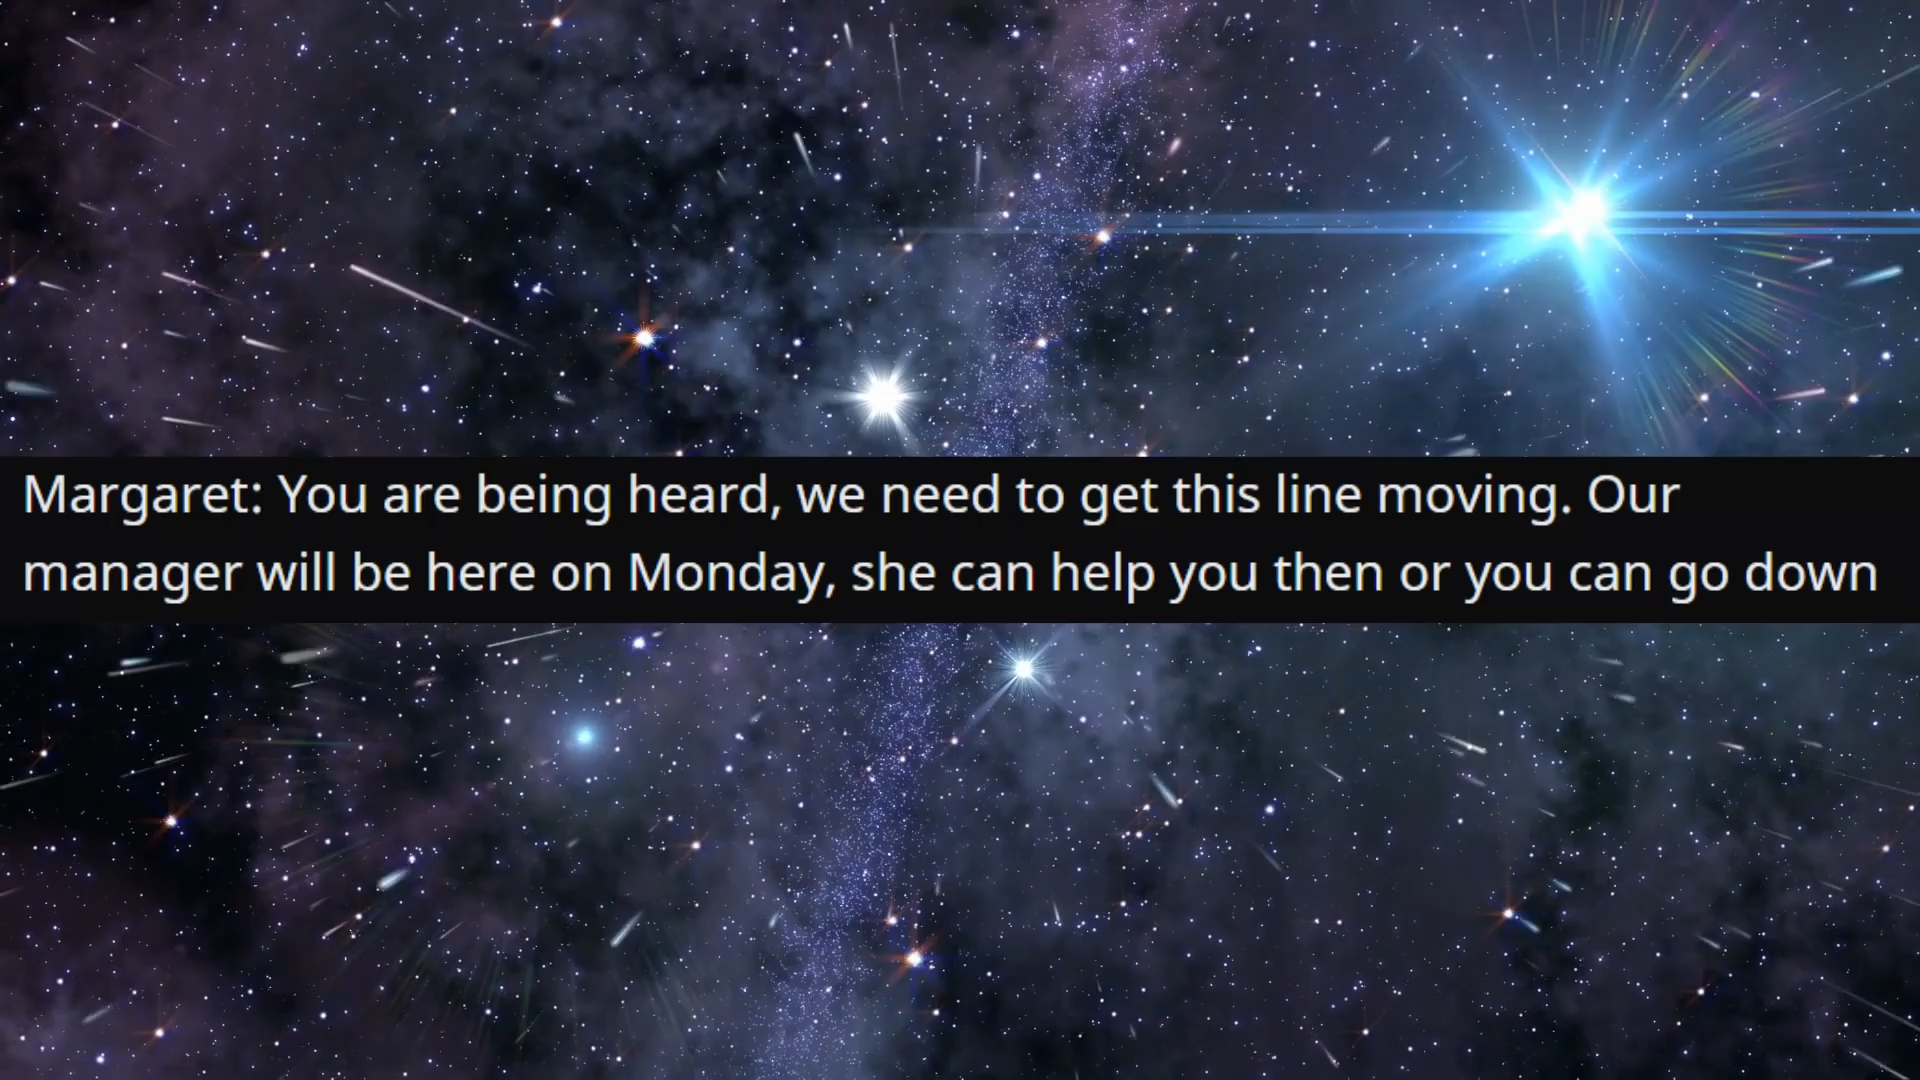 Margaret: You are being heard, we need to get this line moving. Our
manager will be here on Monday, she can help you then or you can go down